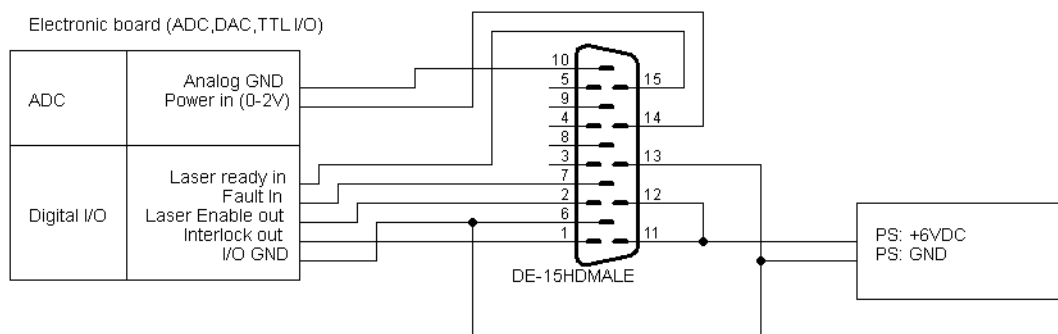 Electronic board (ADC,DAC,TTL I/O)
ADC
Analog GND
Power in (0-2V)
Digital I/O
Laser ready in
Fault In
Laser Enable out
Interlock out
I/O GND
10
5
9
4
8
3
7
2
6
1
15
14
13
12
11
DE-15HDMALE
PS: +6VDC
PS: GND